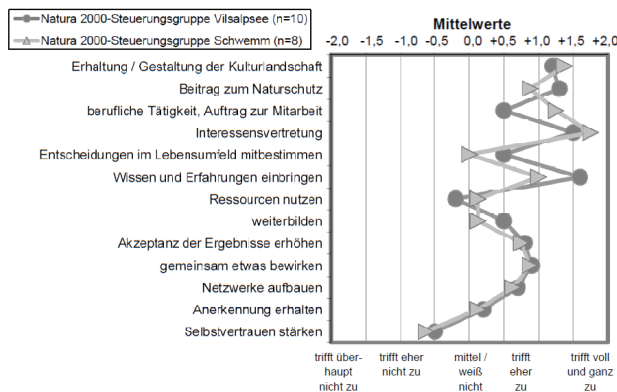 Natura 2000-Steuerungsgruppe Vilsalpsee (n=10)
Natura 2000-Steuerungsgruppe Schwemm (n=8)
Mittelwerte
-2,0 -1,5 -1,0 -0,5 0,0 +0,5 +1,0 +1,5 +2,0
Erhaltung / Gestaltung der Kulturlandschaft
Beitrag zum Naturschutz
berufliche Tätigkeit, Auftrag zur Mitarbeit
Interessensvertretung
Entscheidungen im Lebensumfeld mitbestimmen
Wissen und Erfahrungen einbringen
Ressourcen nutzen
weiterbilden
Akzeptanz der Ergebnisse erhöhen
gemeinsam etwas bewirken
Netzwerke aufbauen
Anerkennung erhalten
Selbstvertrauen stärken
trifft über- trifft eher mittel / trifft trifft voll
haupt nicht zu weiß eher und ganz
nicht zu nicht zu zu